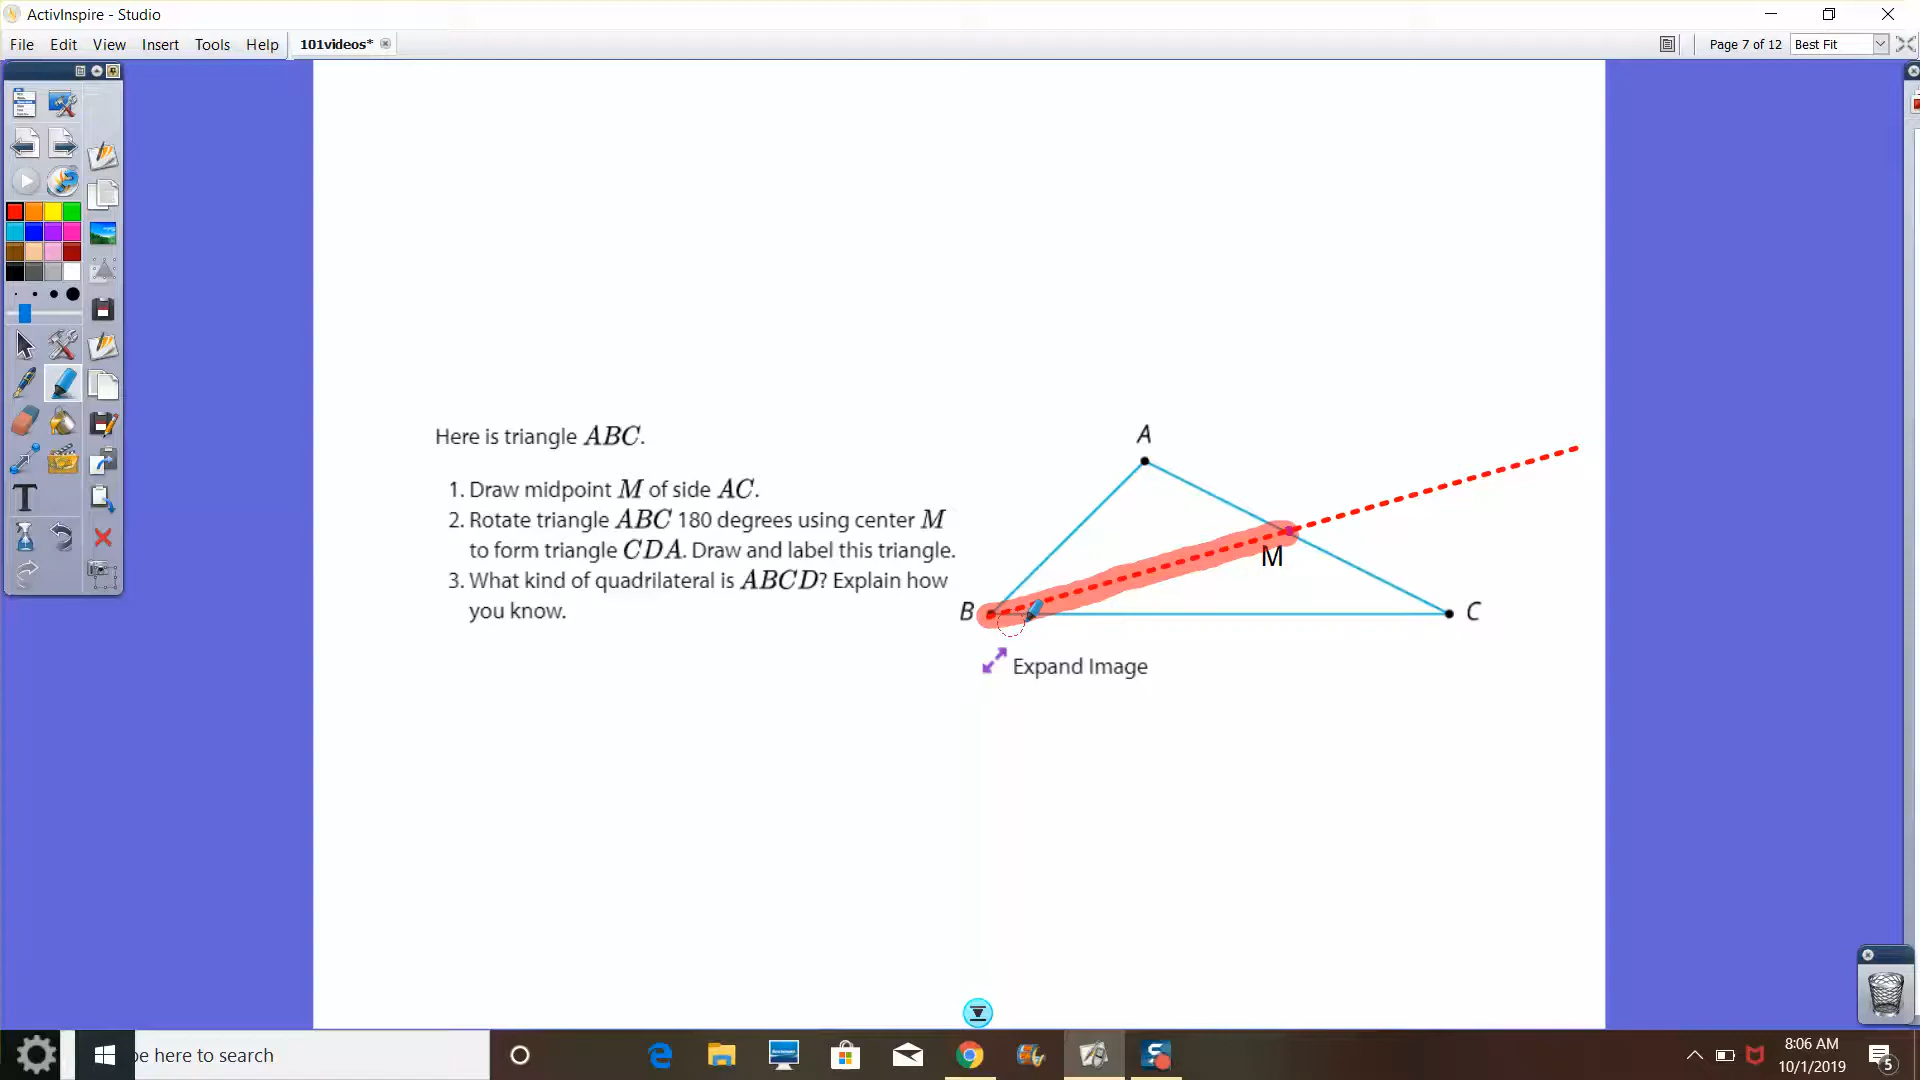 ActivInspire - Studio
File Edit View Insert Tools Help 101videos*
Page 7 of 12 Best Fit
Here is triangle ABC.
1. Draw midpoint M of side AC.
2. Rotate triangle ABC 180 degrees using center M
to form triangle CDA. Draw and label this triangle.
3. What kind of quadrilateral is ABCD? Explain how
you know.
A
M
B
C
Expand Image
T
be here to search
8:06 AM
10/1/2019
5